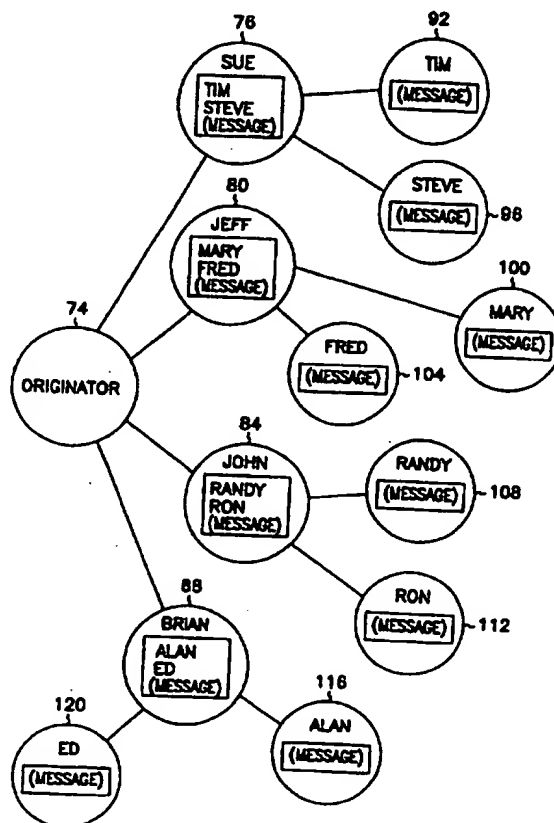 76
SUE
TIM
STEVE
(MESSAGE)
92
TIM
(MESSAGE)
STEVE
(MESSAGE)
96
80
JEFF
MARY
FRED
(MESSAGE)
100
MARY
(MESSAGE)
74
ORIGINATOR
FRED
(MESSAGE)
104
84
JOHN
RANDY
RON
(MESSAGE)
RANDY
(MESSAGE)
108
RON
(MESSAGE)
112
88
BRIAN
ALAN
ED
(MESSAGE)
116
ALAN
(MESSAGE)
120
ED
(MESSAGE)